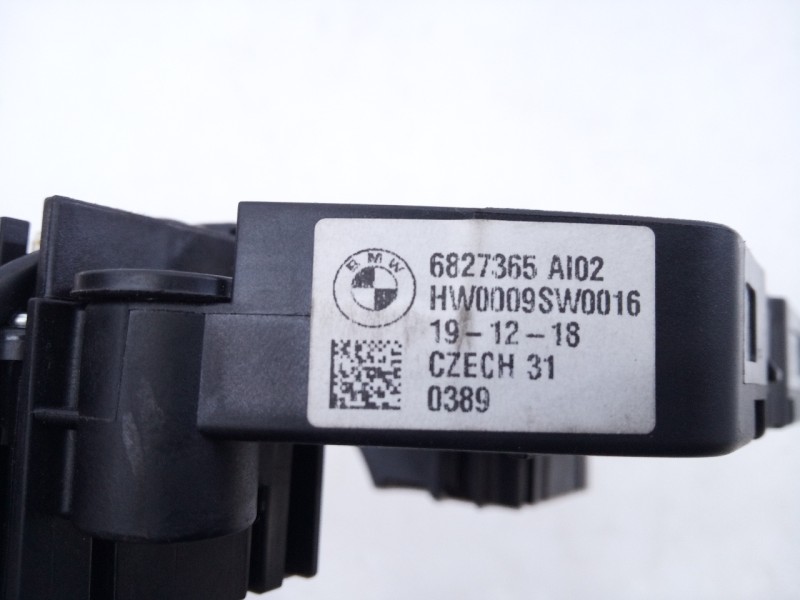 BMW
6827365 AI02
HW0009SW0016
19-12-18
CZECH 31
0389